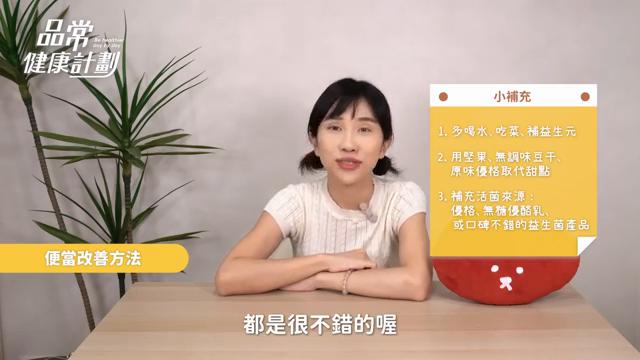 品常
Be healthier
day by day
健康計劃
小補充
1. 多喝水、吃菜、補益生元
2. 用堅果、無調味豆干、
原味優格取代甜點
3. 補充活菌來源：
優格、無糖優酪乳、
或口碑不錯的益生菌產品
便當改善方法
都是很不錯的喔